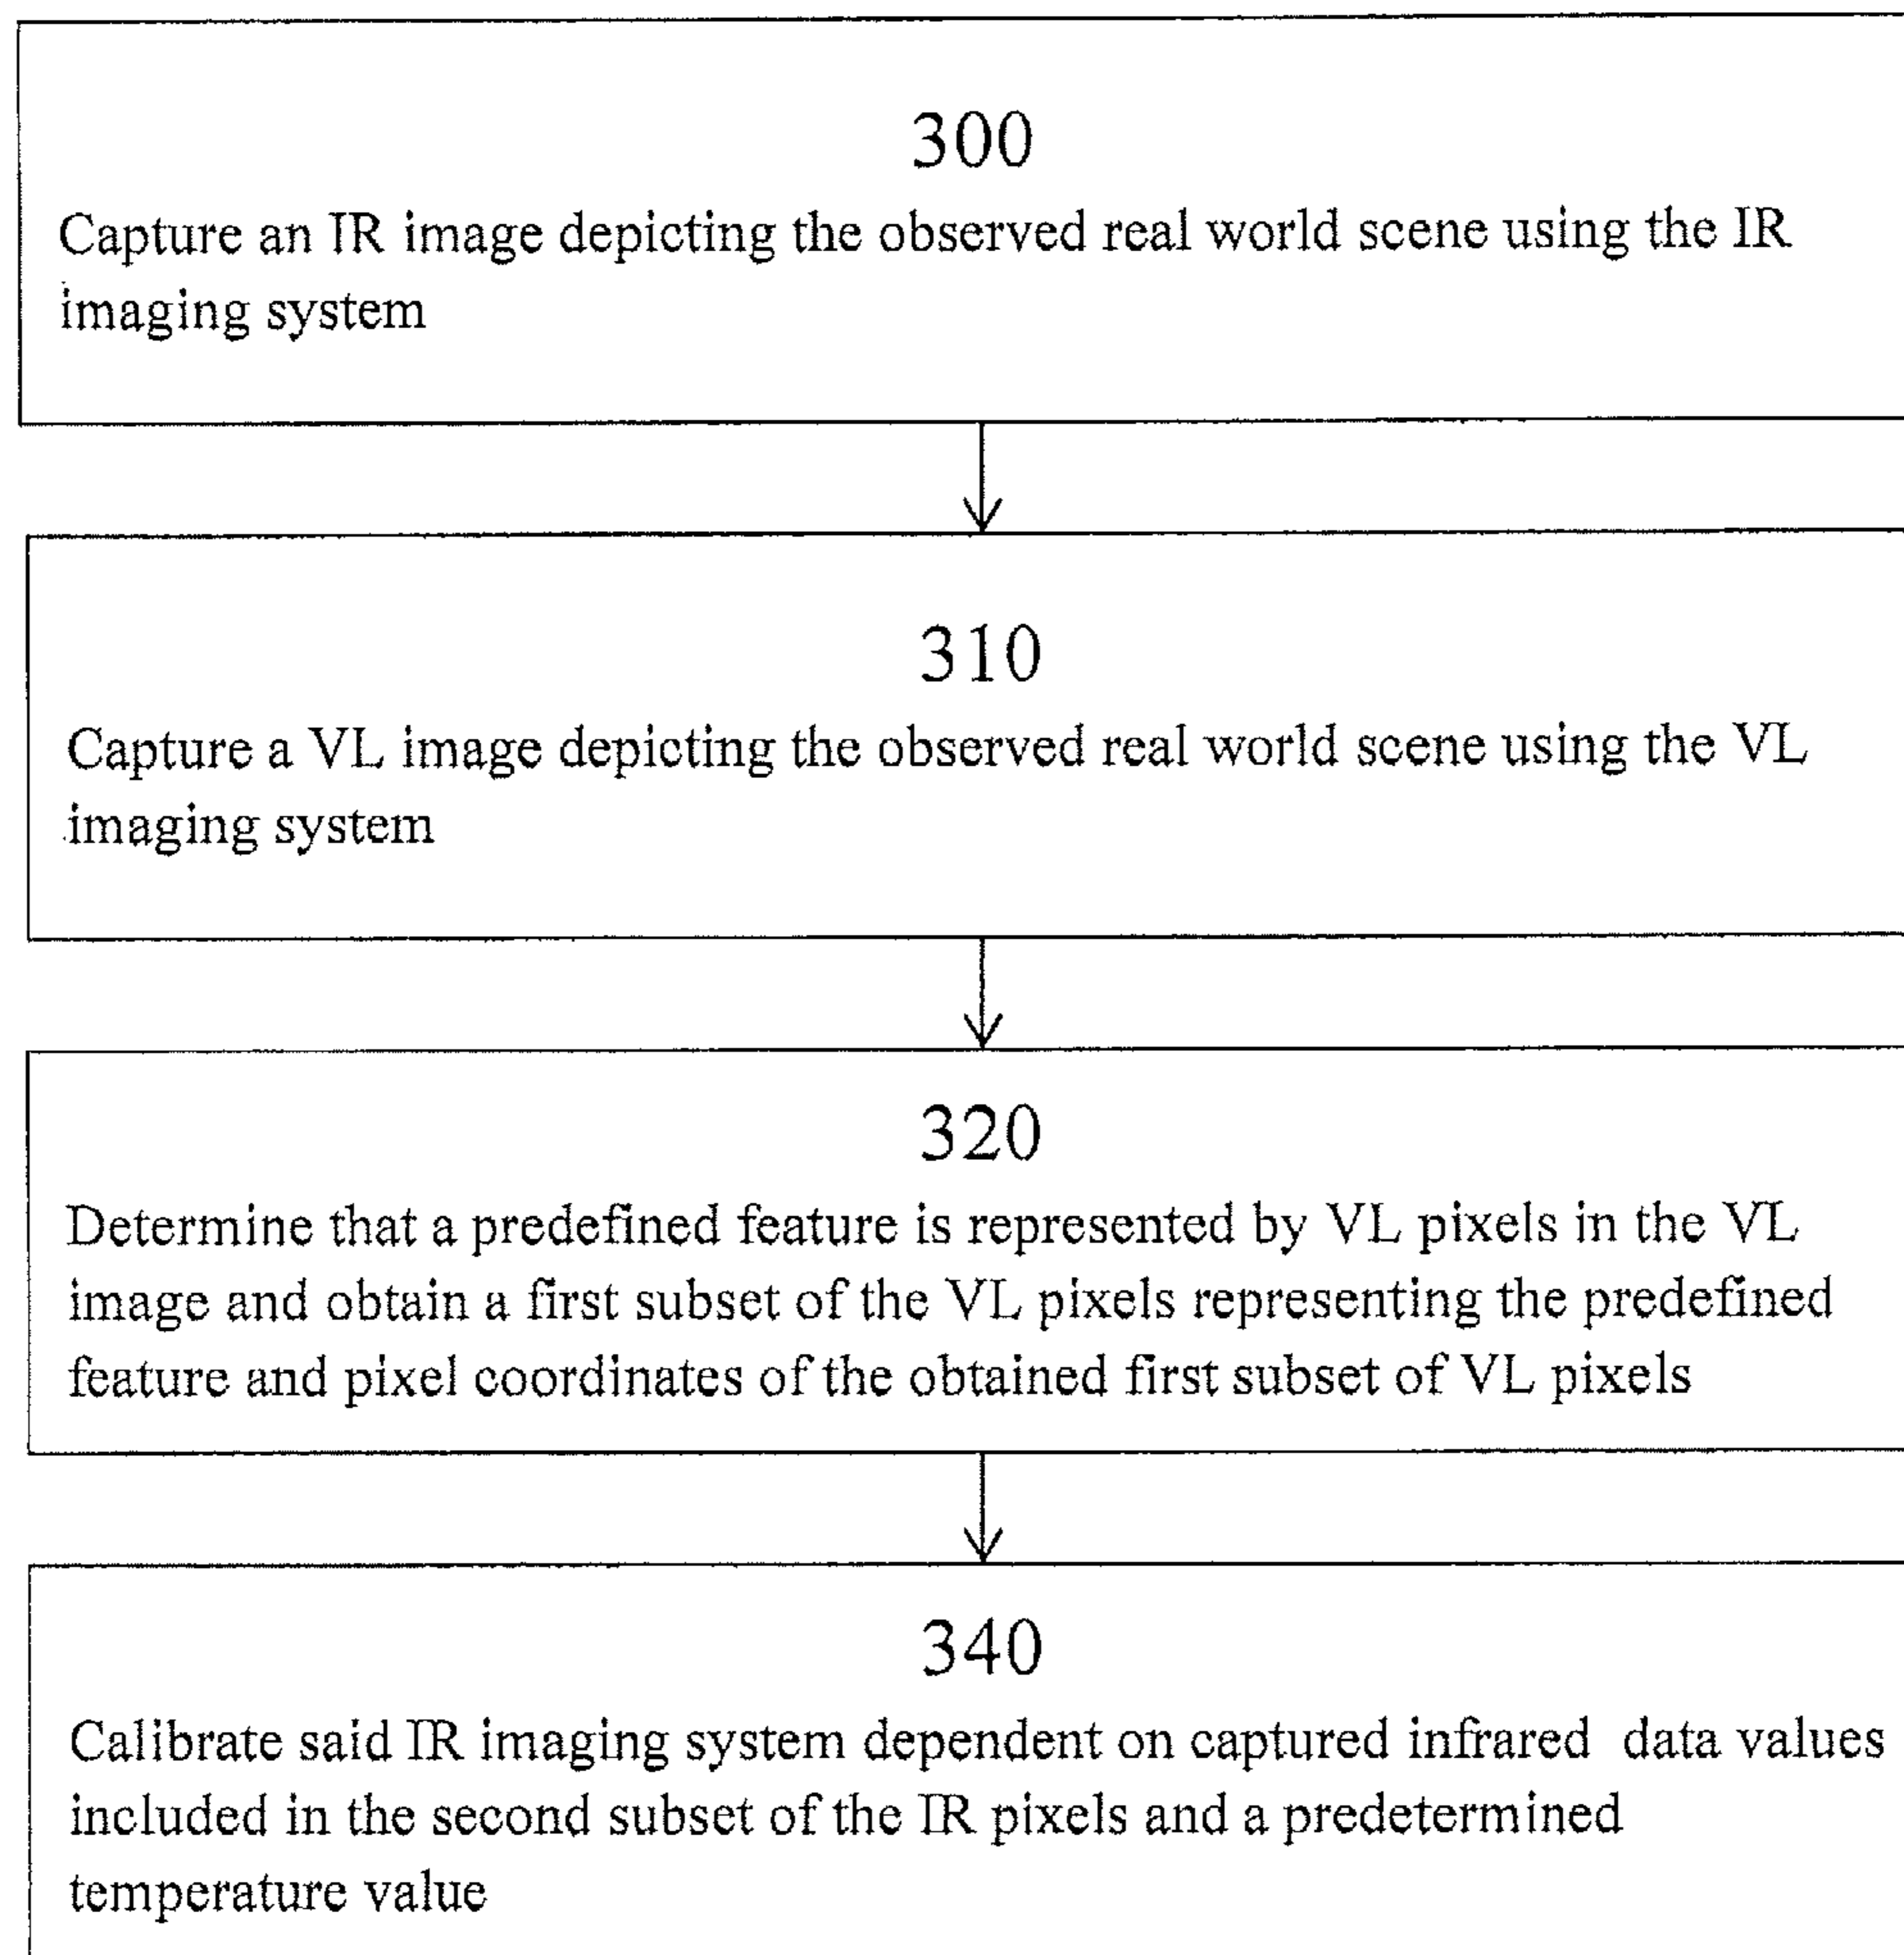 300
Capture an IR image depicting the observed real world scene using the IR
imaging system
310
Capture a VL image depicting the observed real world scene using the VL
imaging system
320
Determine that a predefined feature is represented by VL pixels in the VL
image and obtain a first subset of the VL pixels representing the predefined
feature and pixel coordinates of the obtained first subset of VL pixels
340
Calibrate said IR imaging system dependent on captured infrared data values
included in the second subset of the IR pixels and a predetermined
temperature value